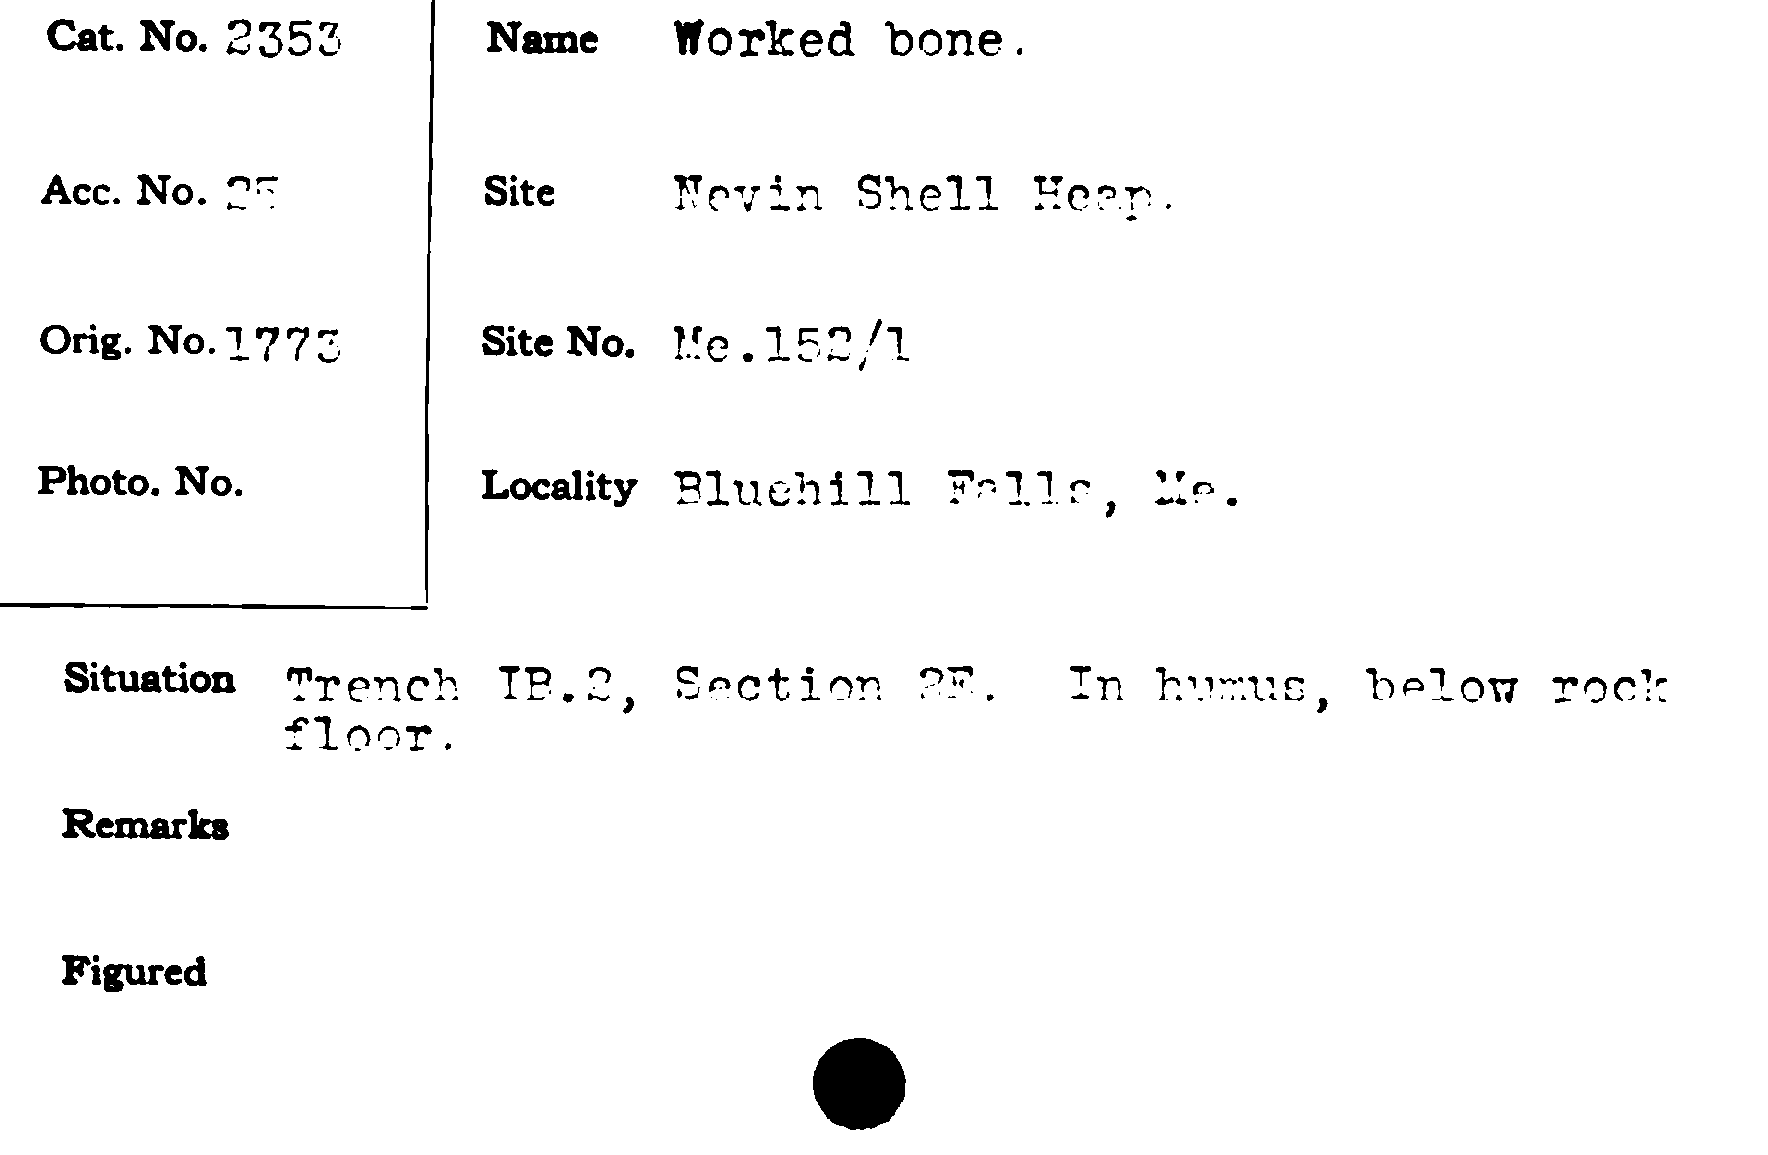 Cat. No. 2353
Name Worked bone.
Acc. No. 25
Site Nevin Shell Heap.
Orig. No. 1773
Site No. Me.152/1
Photo. No.
Locality Bluehill Falls, Me.
Situation Trench IB.2, Section 2E. In humus, below rock
floor.
Remarks
Figured